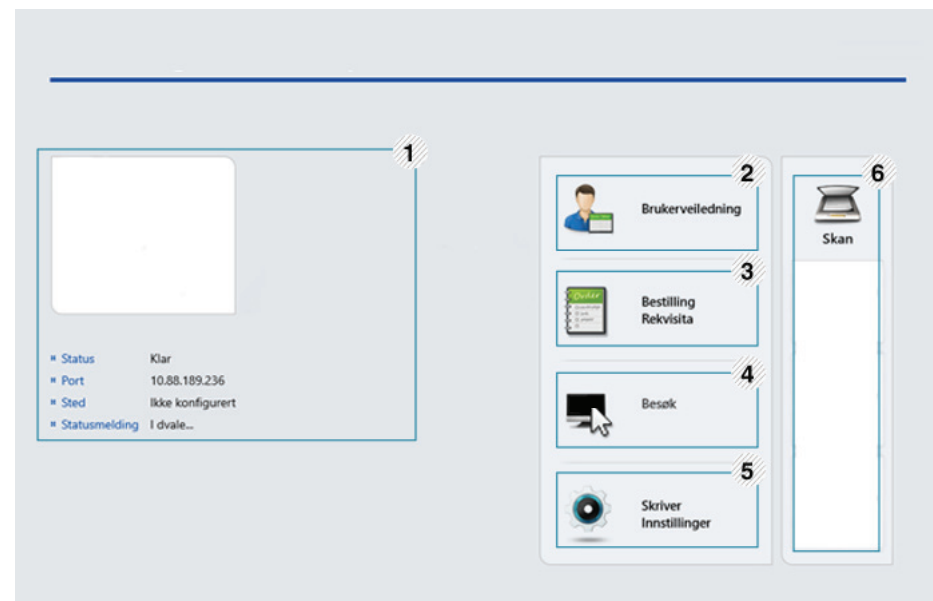 1
Status Klar
Port 10.88.189.236
Sted Ikke konfigurert
Statusmelding I dvale...
2
Brukerveiledning
3
Bestilling
Rekvisita
4
Besøk
5
Skriver
Innstillinger
6
Skan